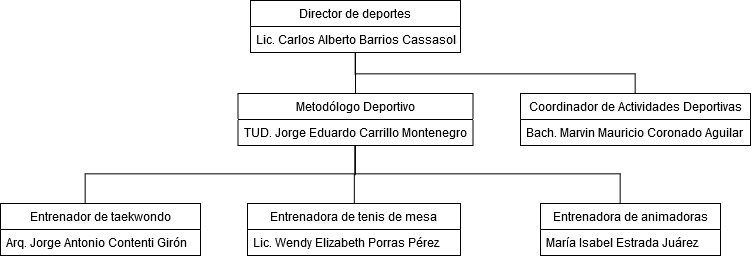 Director de deportes
Lic. Carlos Alberto Barrios Cassasol
Metodólogo Deportivo
TUD. Jorge Eduardo Carrillo Montenegro
Coordinador de Actividades Deportivas
Bach. Marvin Mauricio Coronado Aguilar
Entrenador de taekwondo
Arq. Jorge Antonio Contenti Girón
Entrenadora de tenis de mesa
Lic. Wendy Elizabeth Porras Pérez
Entrenadora de animadoras
María Isabel Estrada Juárez